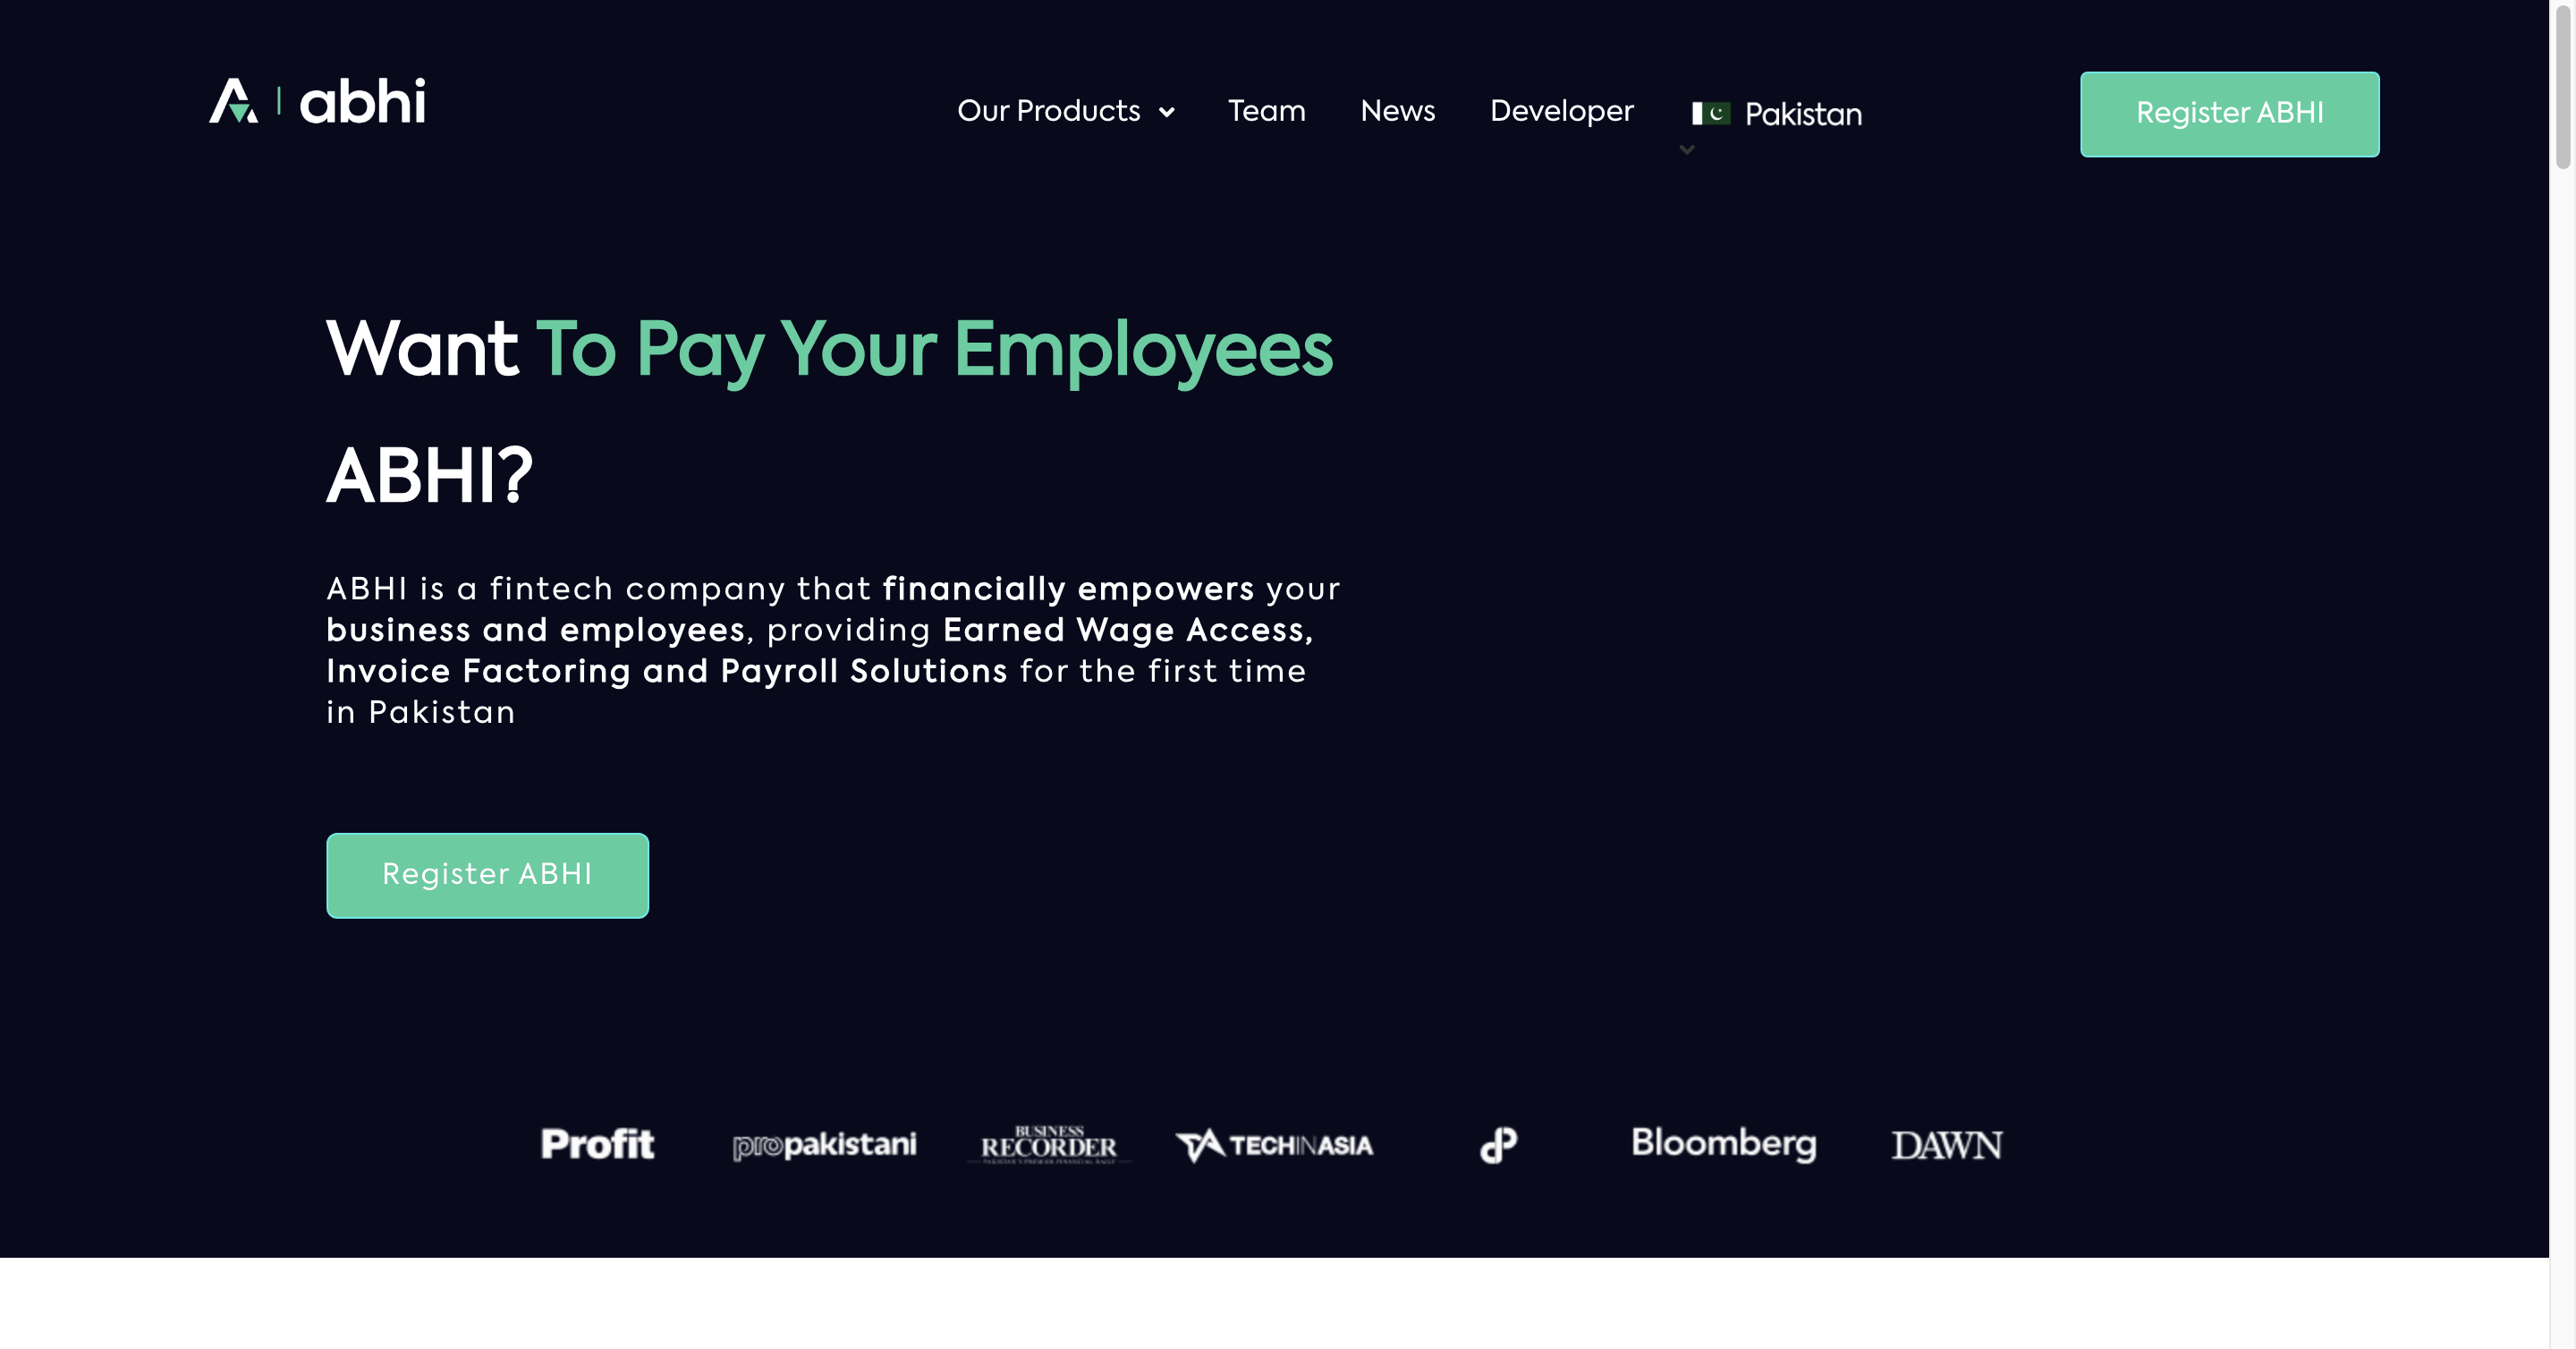 abhi
Our Products
Team
News
Developer
Pakistan
Register ABHI
Want To Pay Your Employees
ABHI?
ABHI is a fintech company that financially empowers your
business and employees, providing Earned Wage Access,
Invoice Factoring and Payroll Solutions for the first time
in Pakistan
Register ABHI
Profit
propakistani
BUSINESS
RECORDER
TECHINASIA
Bloomberg
DAWN